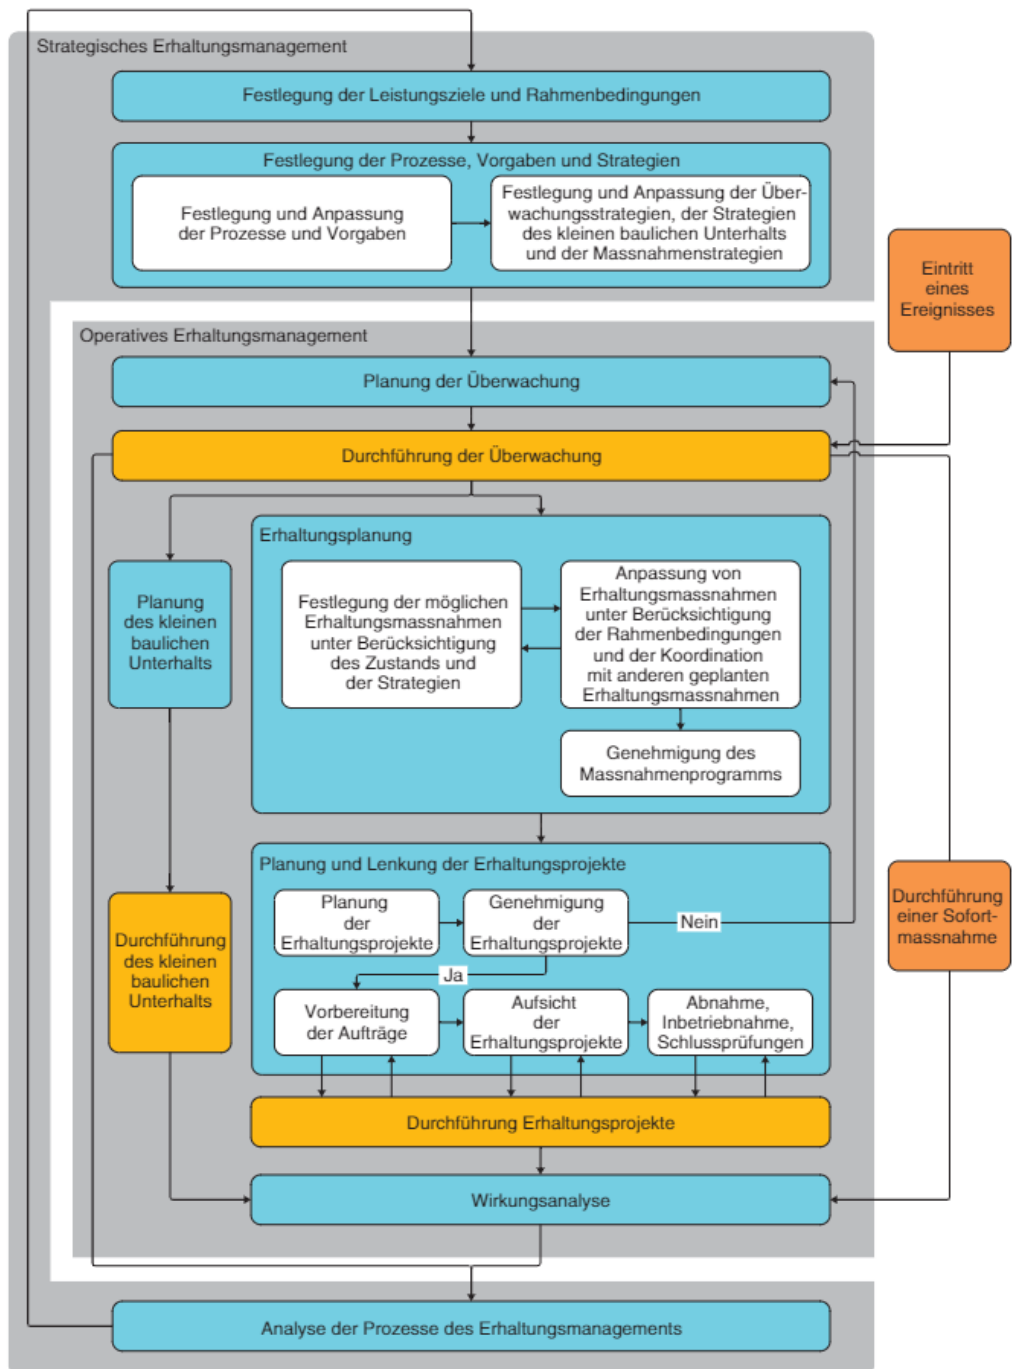 Strategisches Erhaltungsmanagement
Festlegung der Leistungsziele und Rahmenbedingungen
Festlegung der Prozesse, Vorgaben und Strategien
Festlegung und Anpassung
der Prozesse und Vorgaben
Festlegung und Anpassung der Über-
wachungsstrategien, der Strategien
des kleinen baulichen Unterhalts
und der Massnahmenstrategien
Eintritt
eines
Ereignisses
Operatives Erhaltungsmanagement
Planung der Überwachung
Durchführung der Überwachung
Planung
des kleinen
baulichen
Unterhalts
Erhaltungsplanung
Festlegung der möglichen
Erhaltungsmassnahmen
unter Berücksichtigung
des Zustands und
der Strategien
Anpassung von
Erhaltungsmassnahmen
unter Berücksichtigung
der Rahmenbedingungen
und der Koordination
mit anderen geplanten
Erhaltungsmassnahmen
Genehmigung des
Massnahmenprogramms
Planung und Lenkung der Erhaltungsprojekte
Planung
der
Erhaltungsprojekte
Genehmigung
der
Erhaltungsprojekte
Nein
Ja
Durchführung
einer Sofort-
massnahme
Durchführung
des kleinen
baulichen
Unterhalts
Vorbereitung
der Aufträge
Aufsicht
der
Erhaltungsprojekte
Abnahme,
Inbetriebnahme,
Schlussprüfungen
Durchführung Erhaltungsprojekte
Wirkungsanalyse
Analyse der Prozesse des Erhaltungsmanagements